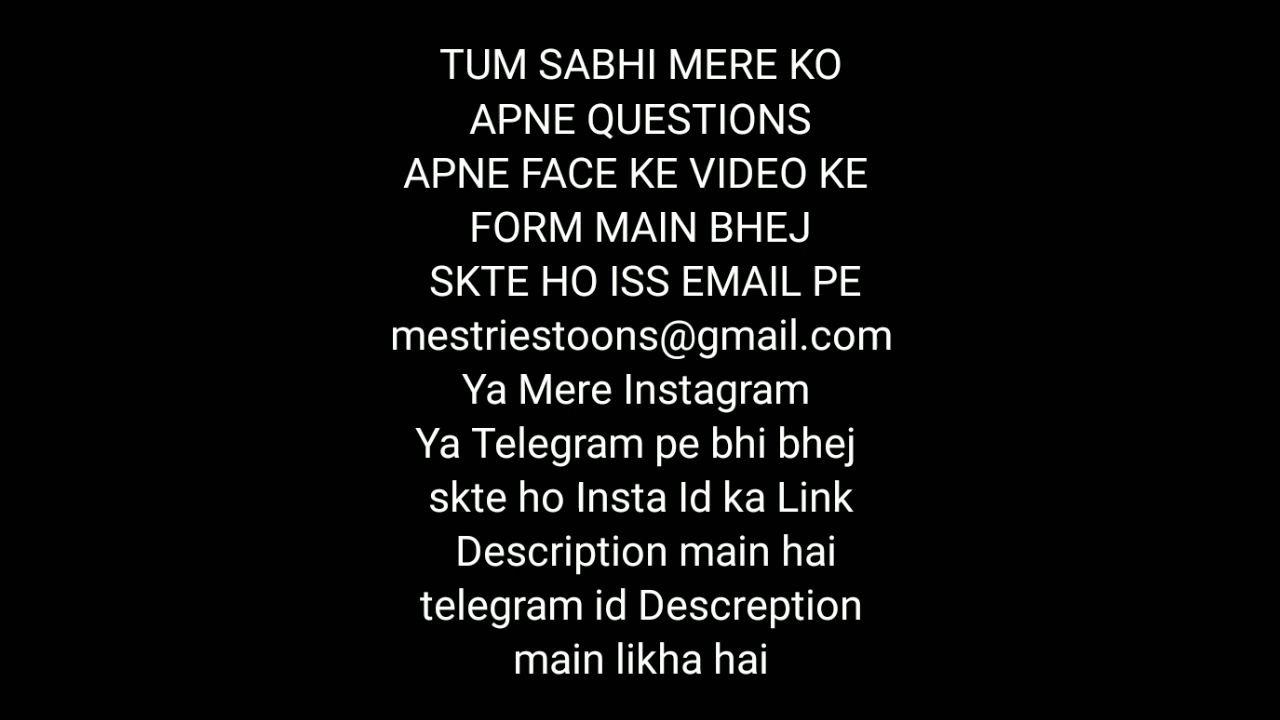 TUM SABHI MERE KO
APNE QUESTIONS
APNE FACE KE VIDEO KE
FORM MAIN BHEJ
SKTE HO ISS EMAIL PE
mestriestoons@gmail.com
Ya Mere Instagram
Ya Telegram pe bhi bhej
skte ho Insta Id ka Link
Description main hai
telegram id Descreption
main likha hai